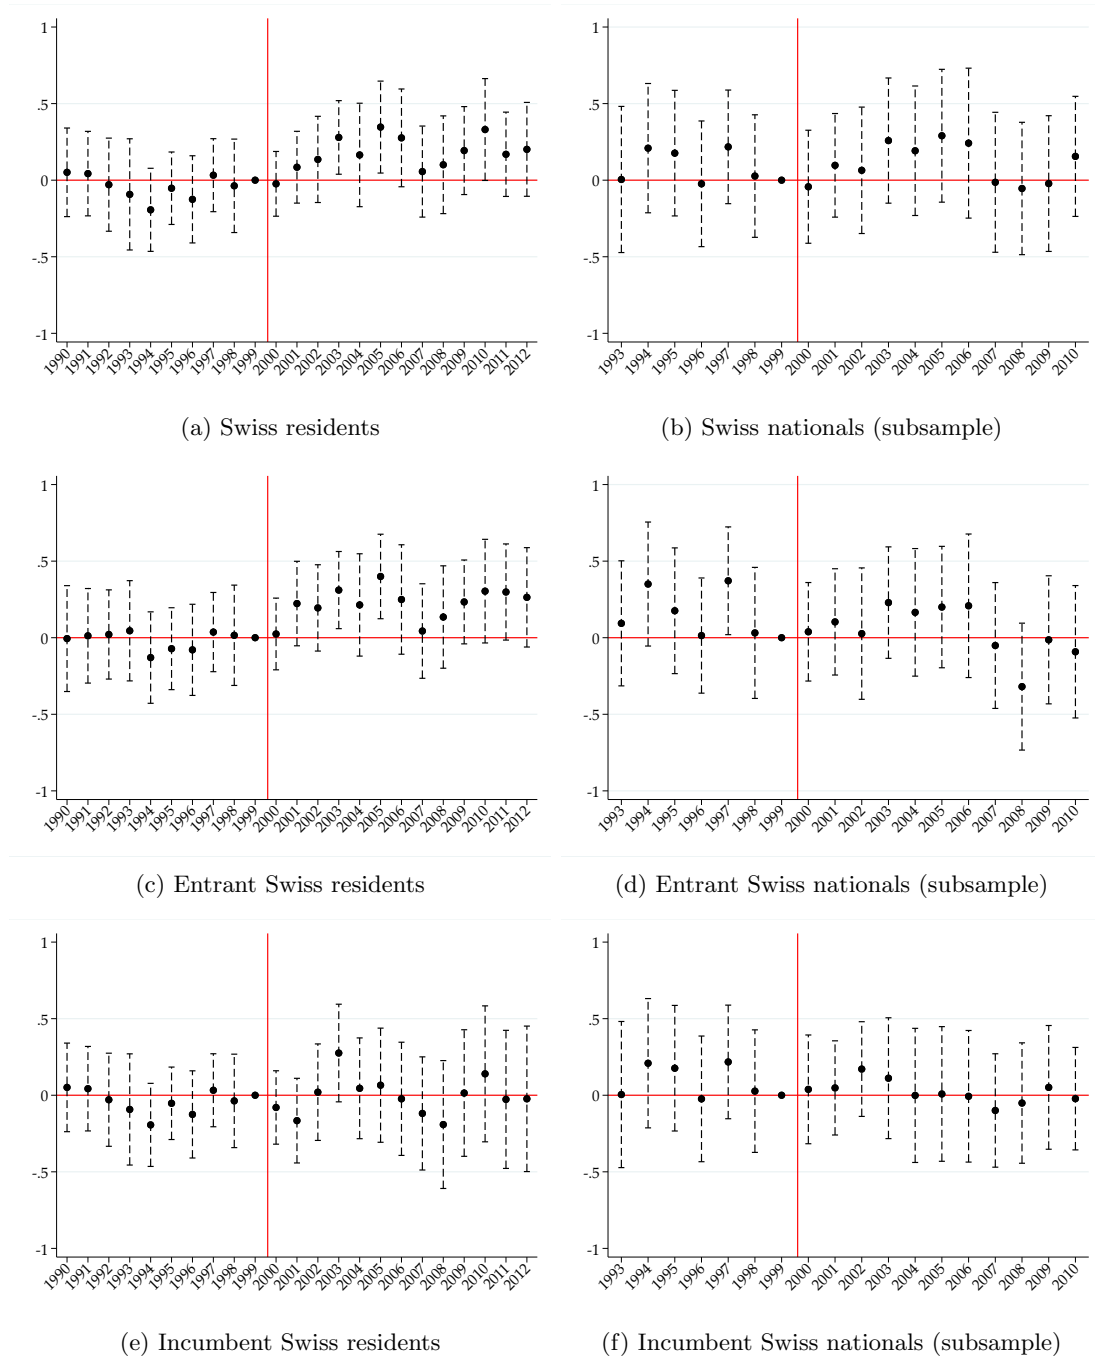 1
.5
0
-.5
-1
1990 1991 1992 1993 1994 1995 1996 1997 1998 1999 2000 2001 2002 2003 2004 2005 2006 2007 2008 2009 2010 2011 2012
(a) Swiss residents
1
.5
0
-.5
-1
1993 1994 1995 1996 1997 1998 1999 2000 2001 2002 2003 2004 2005 2006 2007 2008 2009 2010
(b) Swiss nationals (subsample)
1
.5
0
-.5
-1
1990 1991 1992 1993 1994 1995 1996 1997 1998 1999 2000 2001 2002 2003 2004 2005 2006 2007 2008 2009 2010 2011 2012
(c) Entrant Swiss residents
1
.5
0
-.5
-1
1993 1994 1995 1996 1997 1998 1999 2000 2001 2002 2003 2004 2005 2006 2007 2008 2009 2010
(d) Entrant Swiss nationals (subsample)
1
.5
0
-.5
-1
1990 1991 1992 1993 1994 1995 1996 1997 1998 1999 2000 2001 2002 2003 2004 2005 2006 2007 2008 2009 2010 2011 2012
(e) Incumbent Swiss residents
1
.5
0
-.5
-1
1993 1994 1995 1996 1997 1998 1999 2000 2001 2002 2003 2004 2005 2006 2007 2008 2009 2010
(f) Incumbent Swiss nationals (subsample)